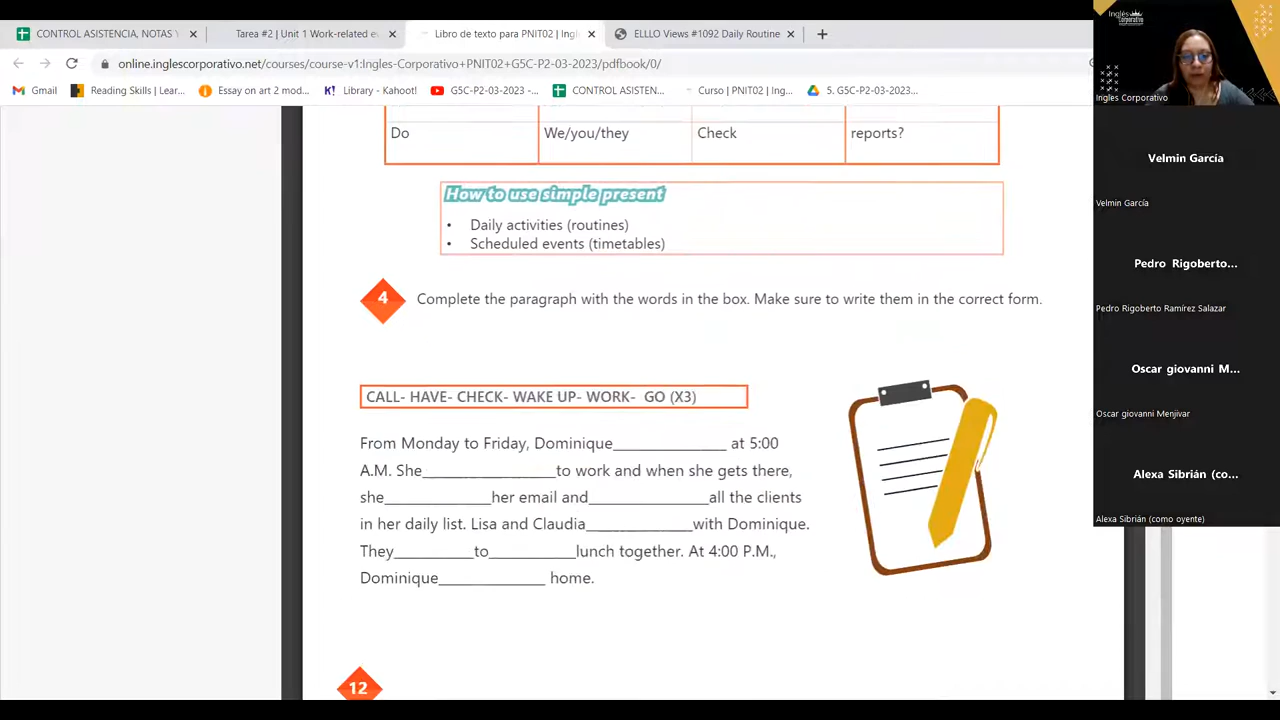 CONTROL ASISTENCIA, NOTAS Y
Tarea #2 | Unit 1 Work-related e
Libro de texto para PNIT02 | Ingl
ELLLO Views #1092 Daily Routine
online.inglescorporativo.net/courses/course-v1:Ingles-Corporativo+PNIT02+G5C-P2-03-2023/pdfbook/0/
Gmail
Reading Skills | Lear...
Essay on art 2 mod...
Library - Kahoot!
G5C-P2-03-2023 -...
CONTROL ASISTEN...
Curso | PNIT02 | Ing...
5. G5C-P2-03-2023...
Do We/you/they Check reports?
How to use simple present
• Daily activities (routines)
• Scheduled events (timetables)
4 Complete the paragraph with the words in the box. Make sure to write them in the correct form.
CALL- HAVE- CHECK- WAKE UP- WORK- GO (X3)
From Monday to Friday, Dominique______________ at 5:00
A.M. She________________to work and when she gets there,
she_____________her email and_______________all the clients
in her daily list. Lisa and Claudia_____________with Dominique.
They__________to___________lunch together. At 4:00 P.M.,
Dominique_____________ home.
12
Inglés
Corporativo
Ingles Corporativo
Velmin García
Velmin García
Pedro Rigoberto...
Pedro Rigoberto Ramírez Salazar
Oscar giovanni M...
Oscar giovanni Menjivar
Alexa Sibrián (co...
Alexa Sibrián (como oyente)